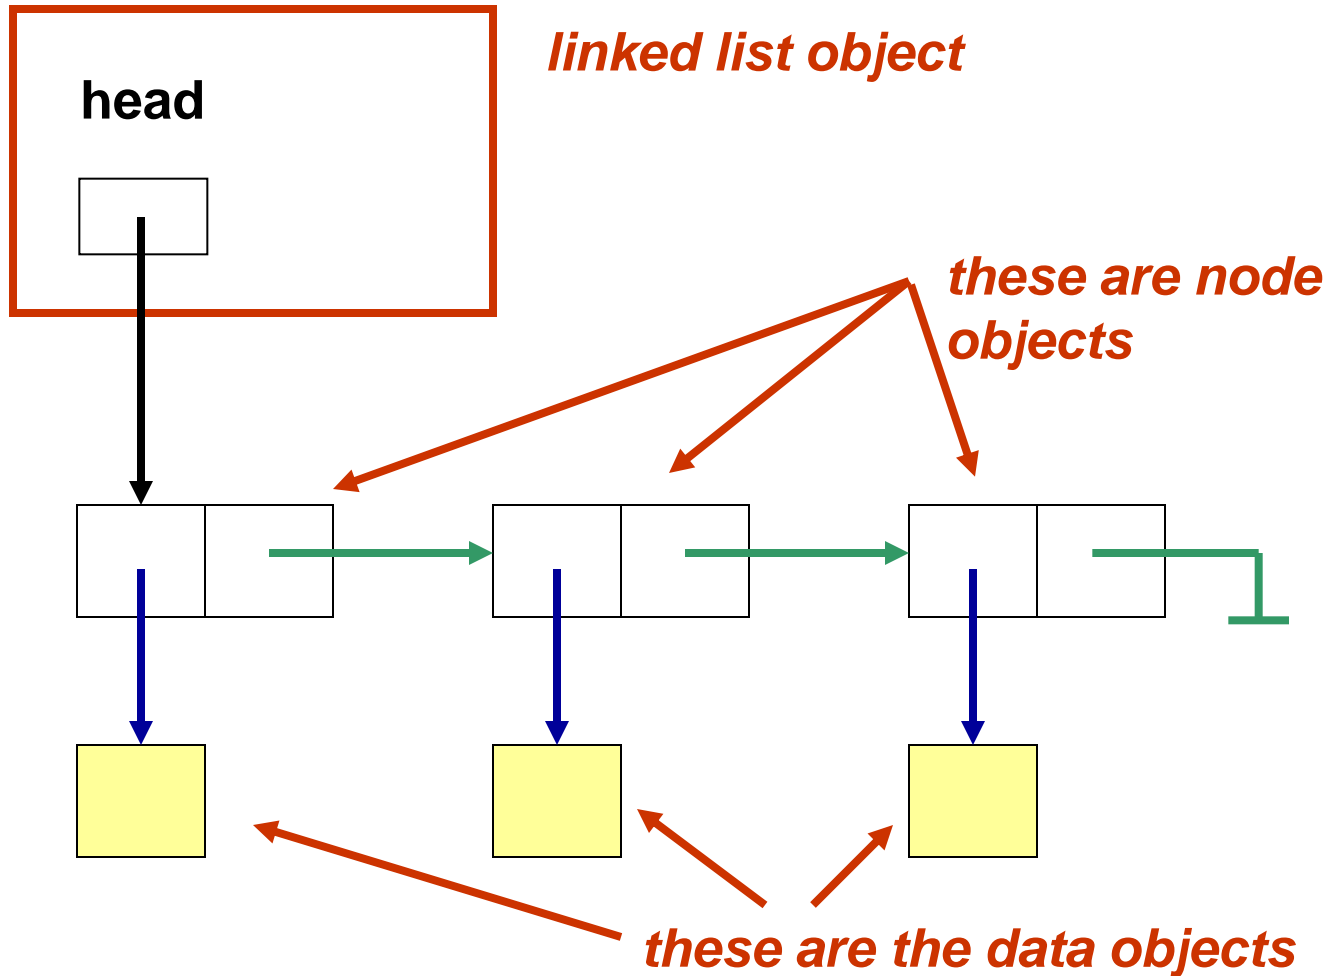 linked list object
head
these are node
objects
these are the data objects